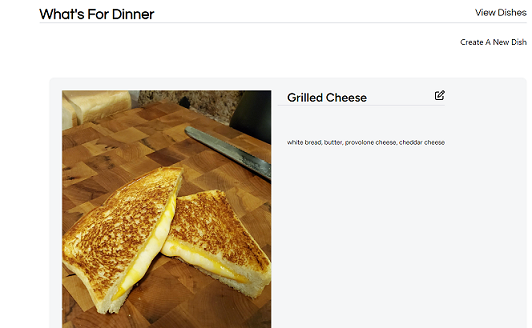 What's For Dinner
View Dishes
Create A New Dish
Grilled Cheese
white bread, butter, provolone cheese, cheddar cheese